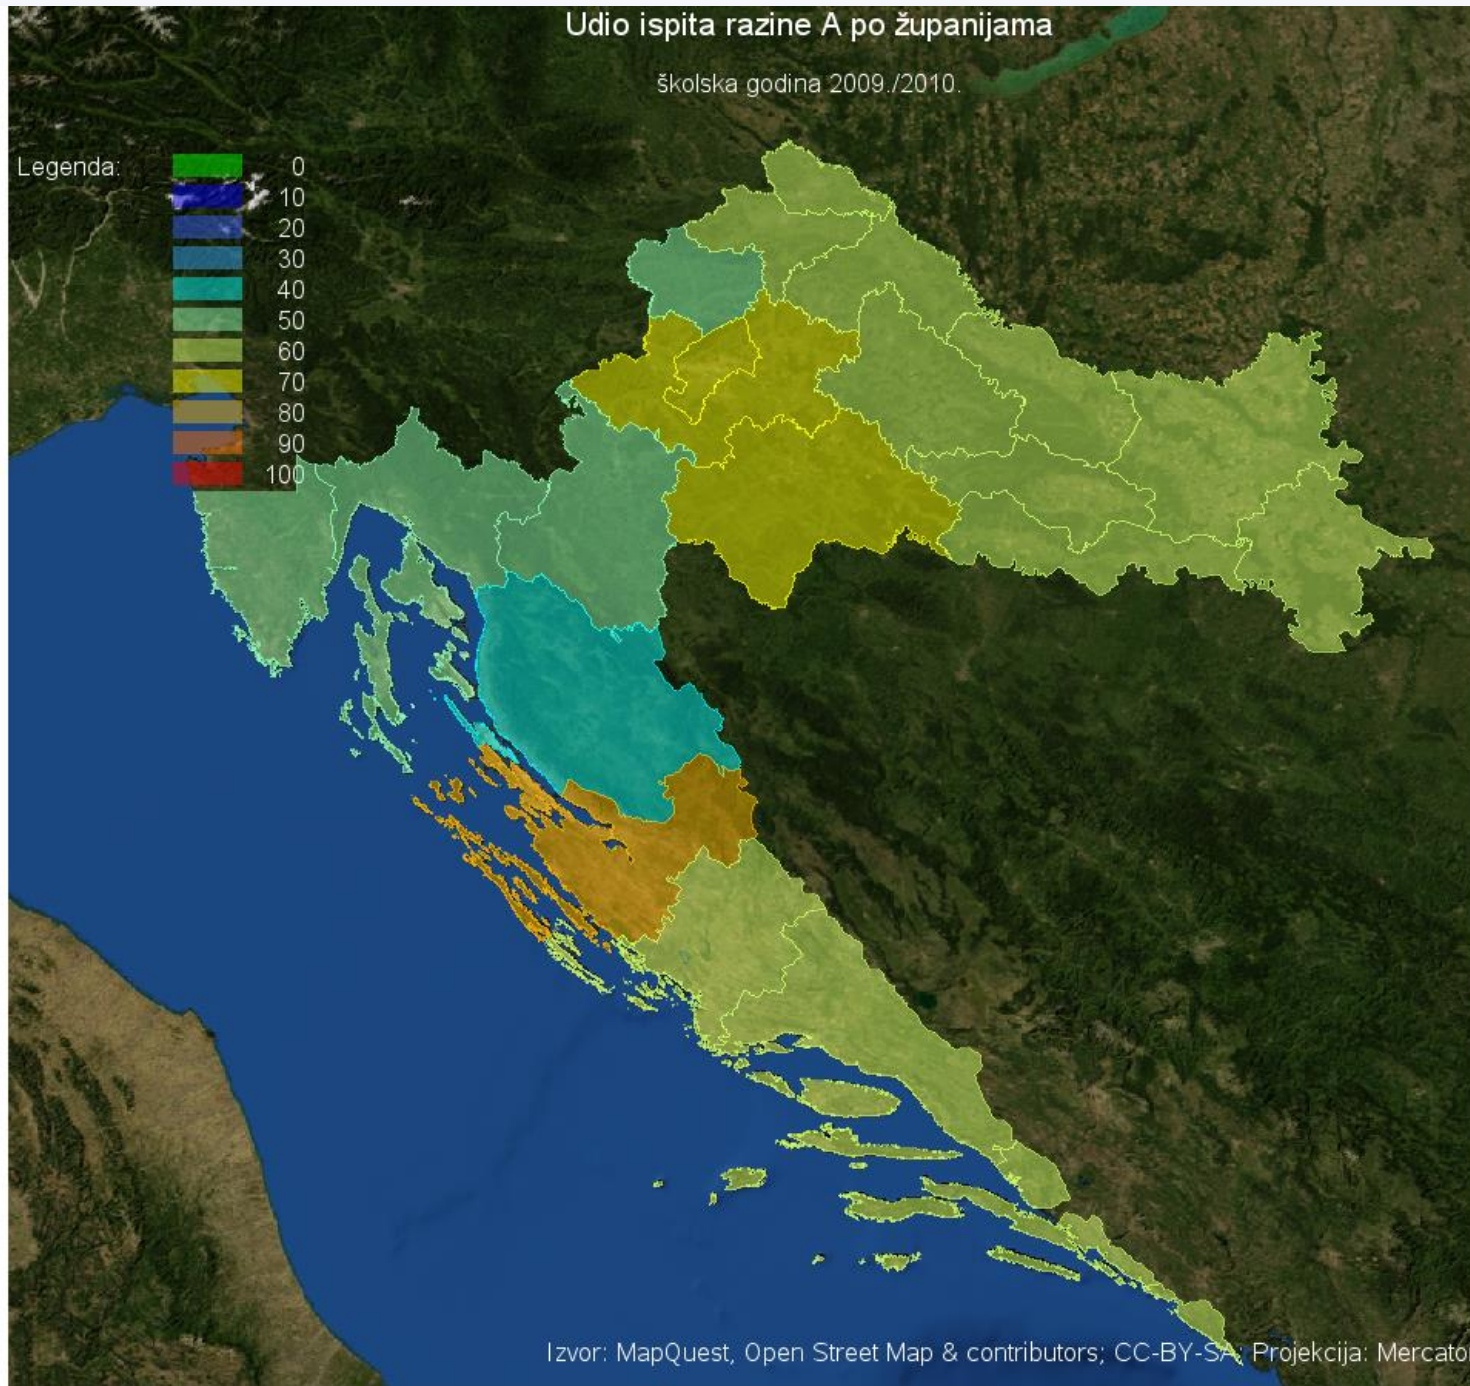 Udio ispita razine A po županijama
školska godina 2009./2010.
Legenda:
0
10
20
30
40
50
60
70
80
90
100
Izvor: MapQuest, Open Street Map & contributors; CC-BY-SA; Projekcija: Mercator